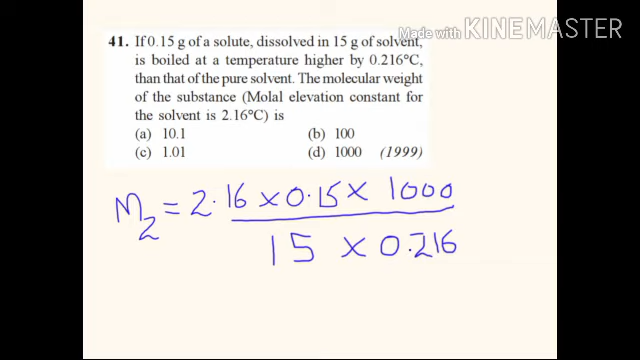 Made with KINEMASTER
41. If 0.15 g of a solute, dissolved in 15 g of solvent,
is boiled at a temperature higher by 0.216°C,
than that of the pure solvent. The molecular weight
of the substance (Molal elevation constant for
the solvent is 2.16°C) is
(a) 10.1 (b) 100
(c) 1.01 (d) 1000 (1999)
M2 = 2.16 x 0.15 x 1000
15 x 0.216